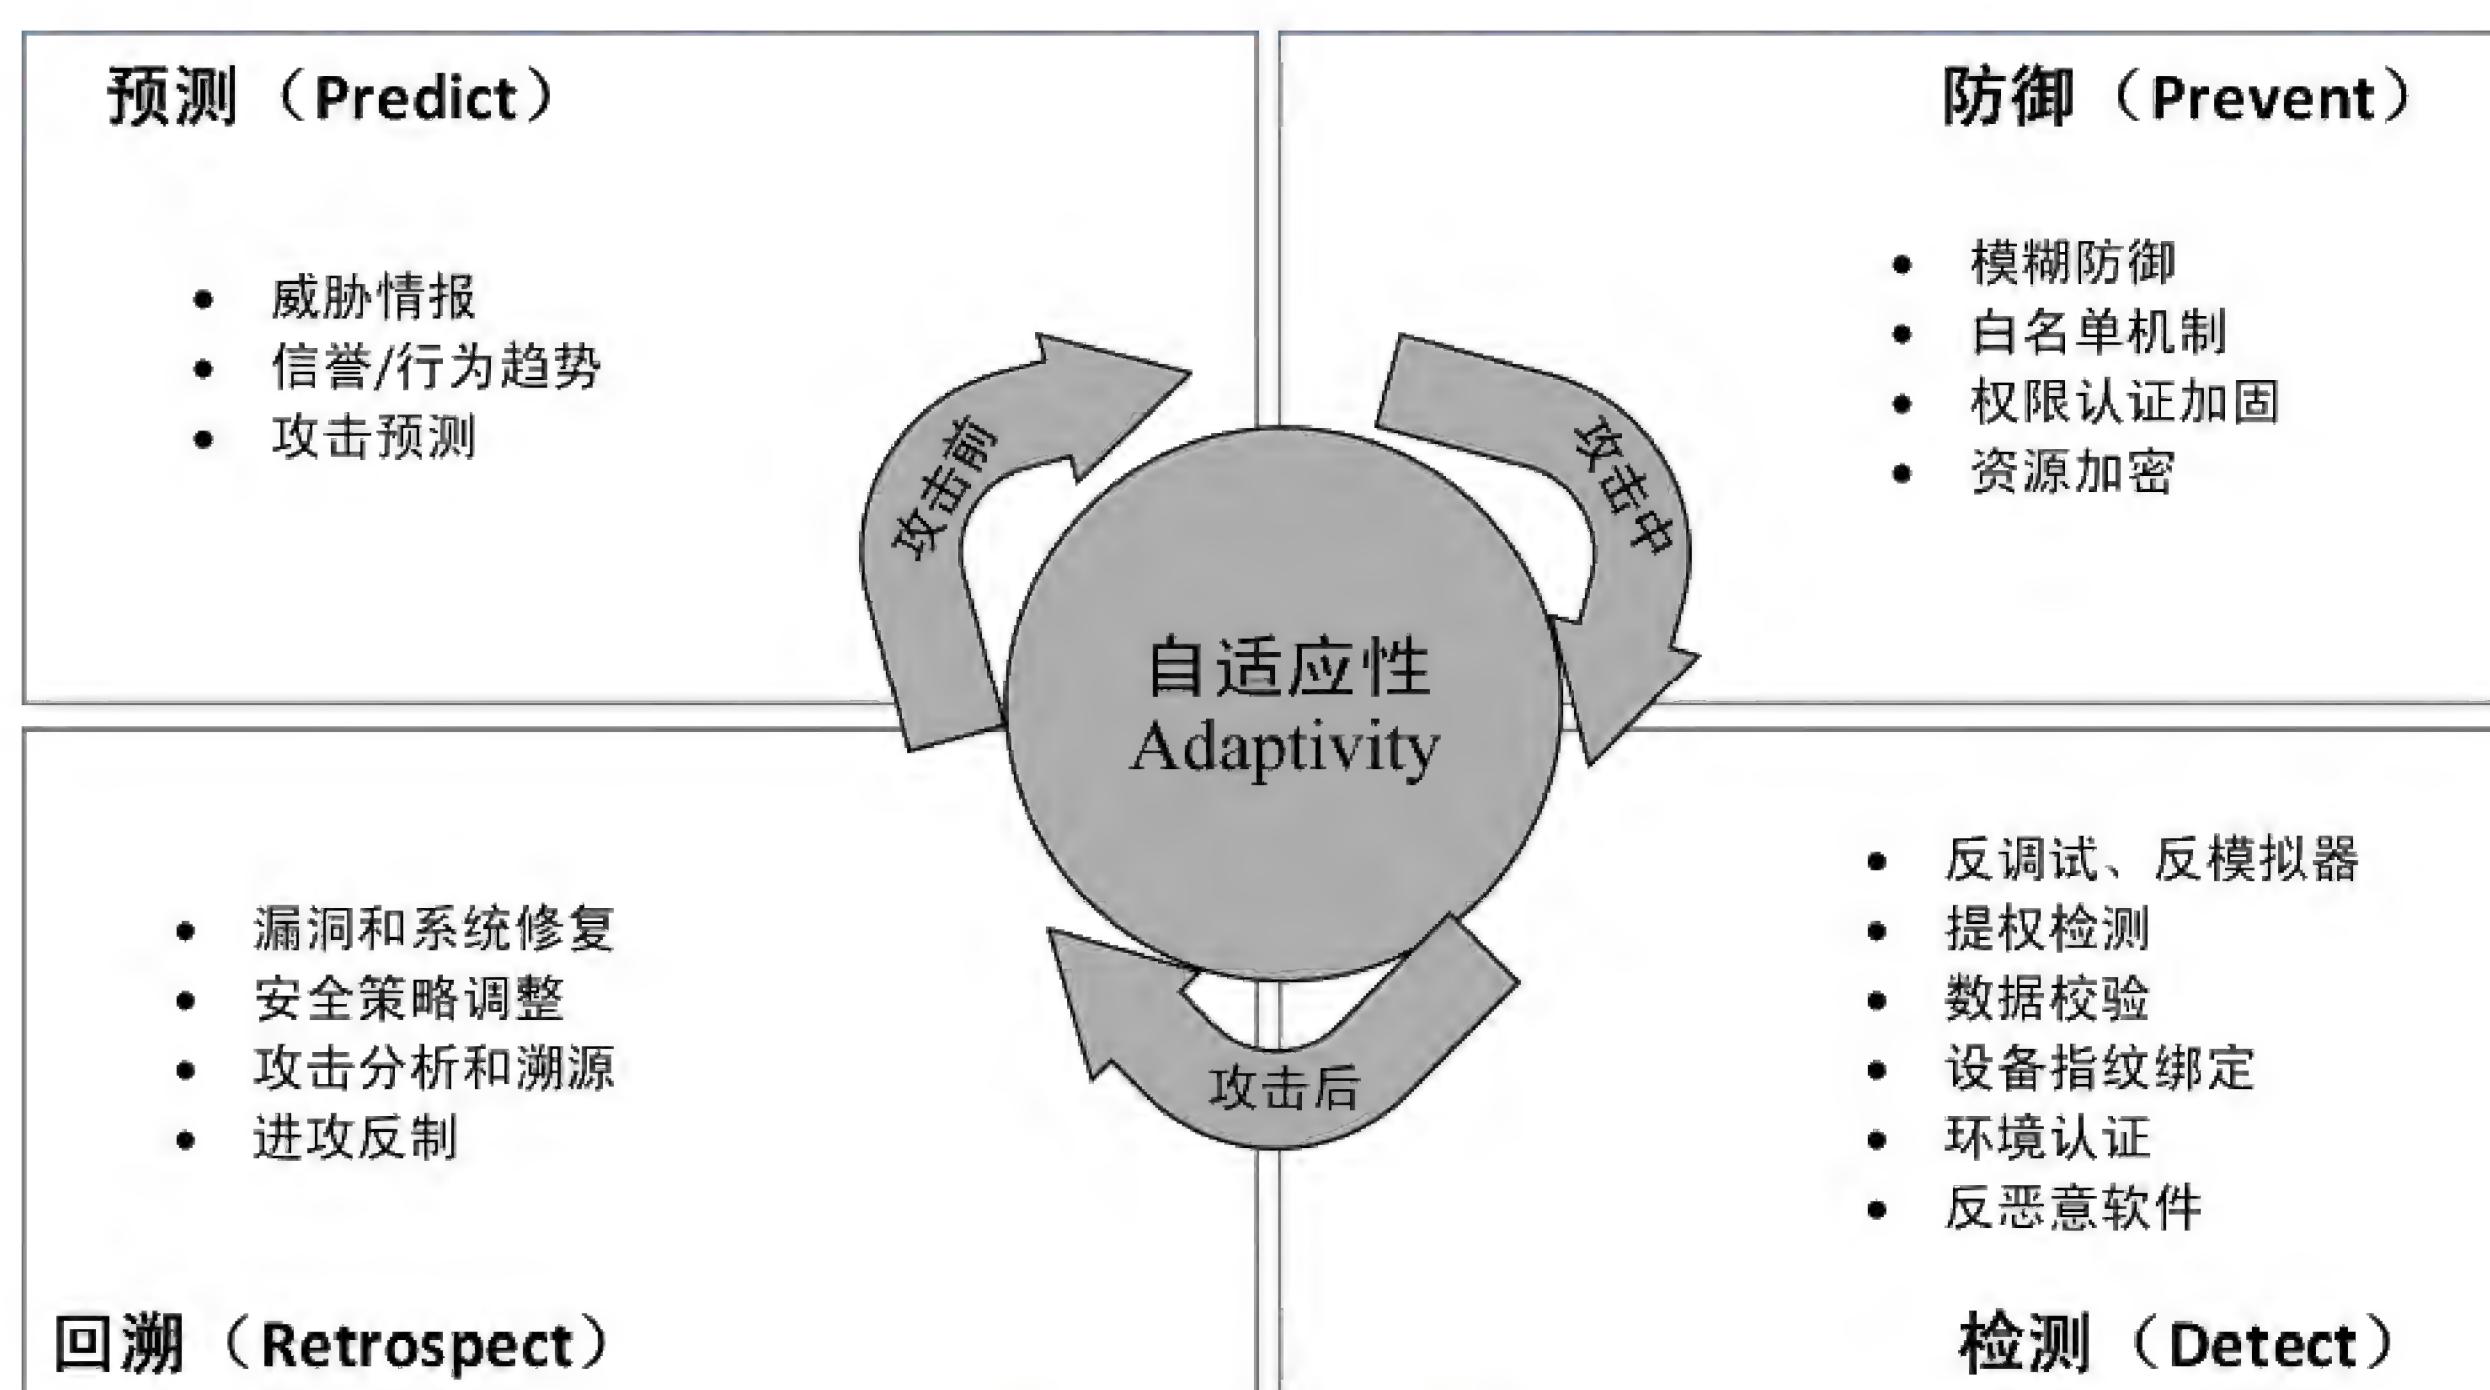 预测（Predict）
威胁情报
信誉/行为趋势
攻击预测
防御（Prevent）
模糊防御
白名单机制
权限认证加固
资源加密
攻击前
攻击中
自适应性
Adaptivity
攻击后
漏洞和系统修复
安全策略调整
攻击分析和溯源
进攻反制
回溯（Retrospect）
反调试、反模拟器
提权检测
数据校验
设备指纹绑定
环境认证
反恶意软件
检测（Detect）